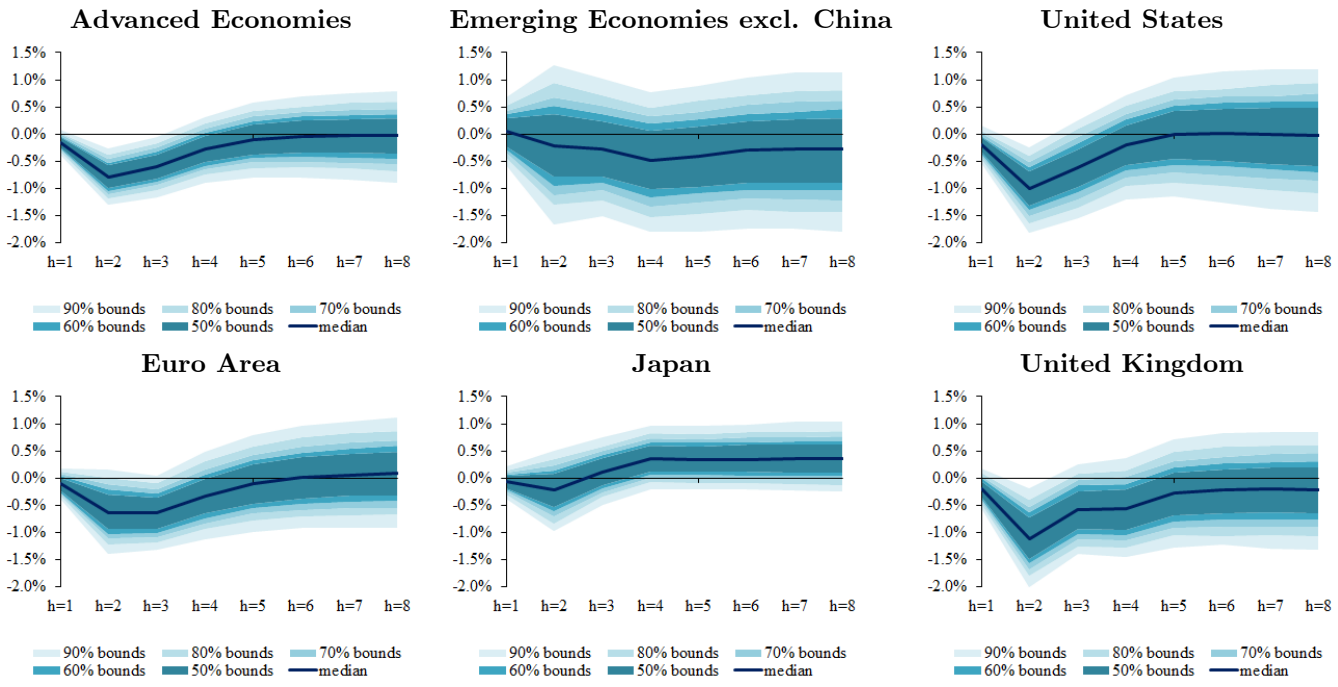 Advanced Economies
1.5%
1.0%
0.5%
0.0%
-0.5%
-1.0%
-1.5%
-2.0%
h=1 h=2 h=3 h=4 h=5 h=6 h=7 h=8
90% bounds 80% bounds 70% bounds
60% bounds 50% bounds median
Emerging Economies excl. China
1.5%
1.0%
0.5%
0.0%
-0.5%
-1.0%
-1.5%
-2.0%
h=1 h=2 h=3 h=4 h=5 h=6 h=7 h=8
90% bounds 80% bounds 70% bounds
60% bounds 50% bounds median
United States
1.5%
1.0%
0.5%
0.0%
-0.5%
-1.0%
-1.5%
-2.0%
h=1 h=2 h=3 h=4 h=5 h=6 h=7 h=8
90% bounds 80% bounds 70% bounds
60% bounds 50% bounds median
Euro Area
1.5%
1.0%
0.5%
0.0%
-0.5%
-1.0%
-1.5%
-2.0%
h=1 h=2 h=3 h=4 h=5 h=6 h=7 h=8
90% bounds 80% bounds 70% bounds
60% bounds 50% bounds median
Japan
1.5%
1.0%
0.5%
0.0%
-0.5%
-1.0%
-1.5%
-2.0%
h=1 h=2 h=3 h=4 h=5 h=6 h=7 h=8
90% bounds 80% bounds 70% bounds
60% bounds 50% bounds median
United Kingdom
1.5%
1.0%
0.5%
0.0%
-0.5%
-1.0%
-1.5%
-2.0%
h=1 h=2 h=3 h=4 h=5 h=6 h=7 h=8
90% bounds 80% bounds 70% bounds
60% bounds 50% bounds median